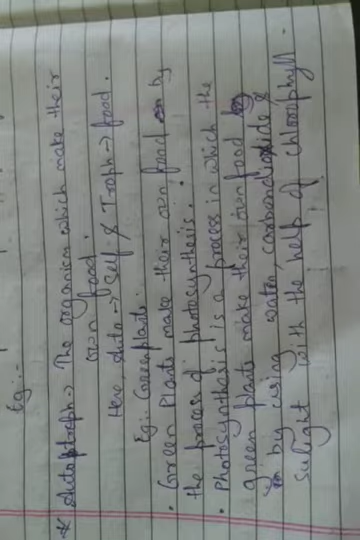 Eg:-
* Autotroph → The organism which make their
own food.
Here Auto → Self & Troph → food.
Eg: Green plants.
• Green Plants make their own food by
the process of photosynthesis.
• Photosynthesis is a process in which the
green plants make their own food
by using water, carbondioxide &
sulight with the help of chlorophyll.